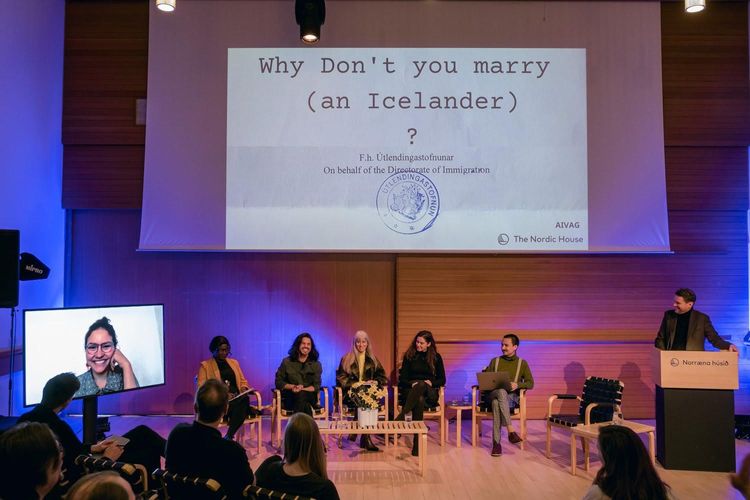 Why Don't you marry
(an Icelander)
?
F.h. Útlendingastofnunar
On behalf of the Directorate of Immigration
ÚTLENDINGASTOFNUN
AIVAG
The Nordic House
Norræna húsið